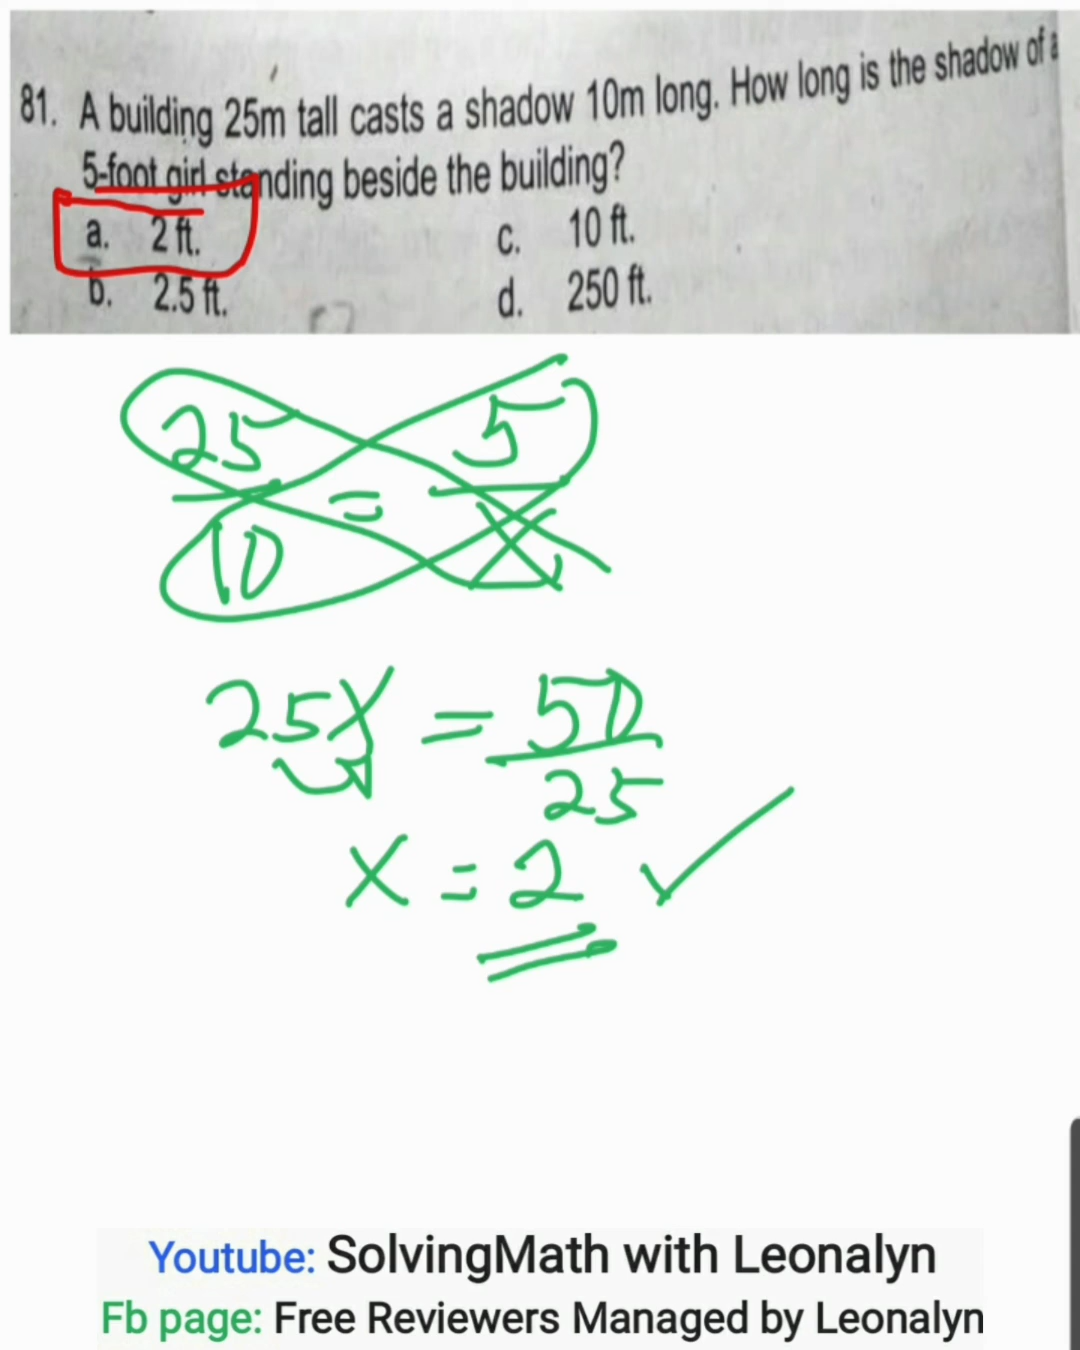 81. A building 25m tall casts a shadow 10m long. How long is the shadow of a
5-foot girl standing beside the building?
a. 2 ft.
c. 10 ft.
b. 2.5 ft.
d. 250 ft.
25 = 5
10 X
25X = 50
25
X = 2
Youtube: SolvingMath with Leonalyn
Fb page: Free Reviewers Managed by Leonalyn